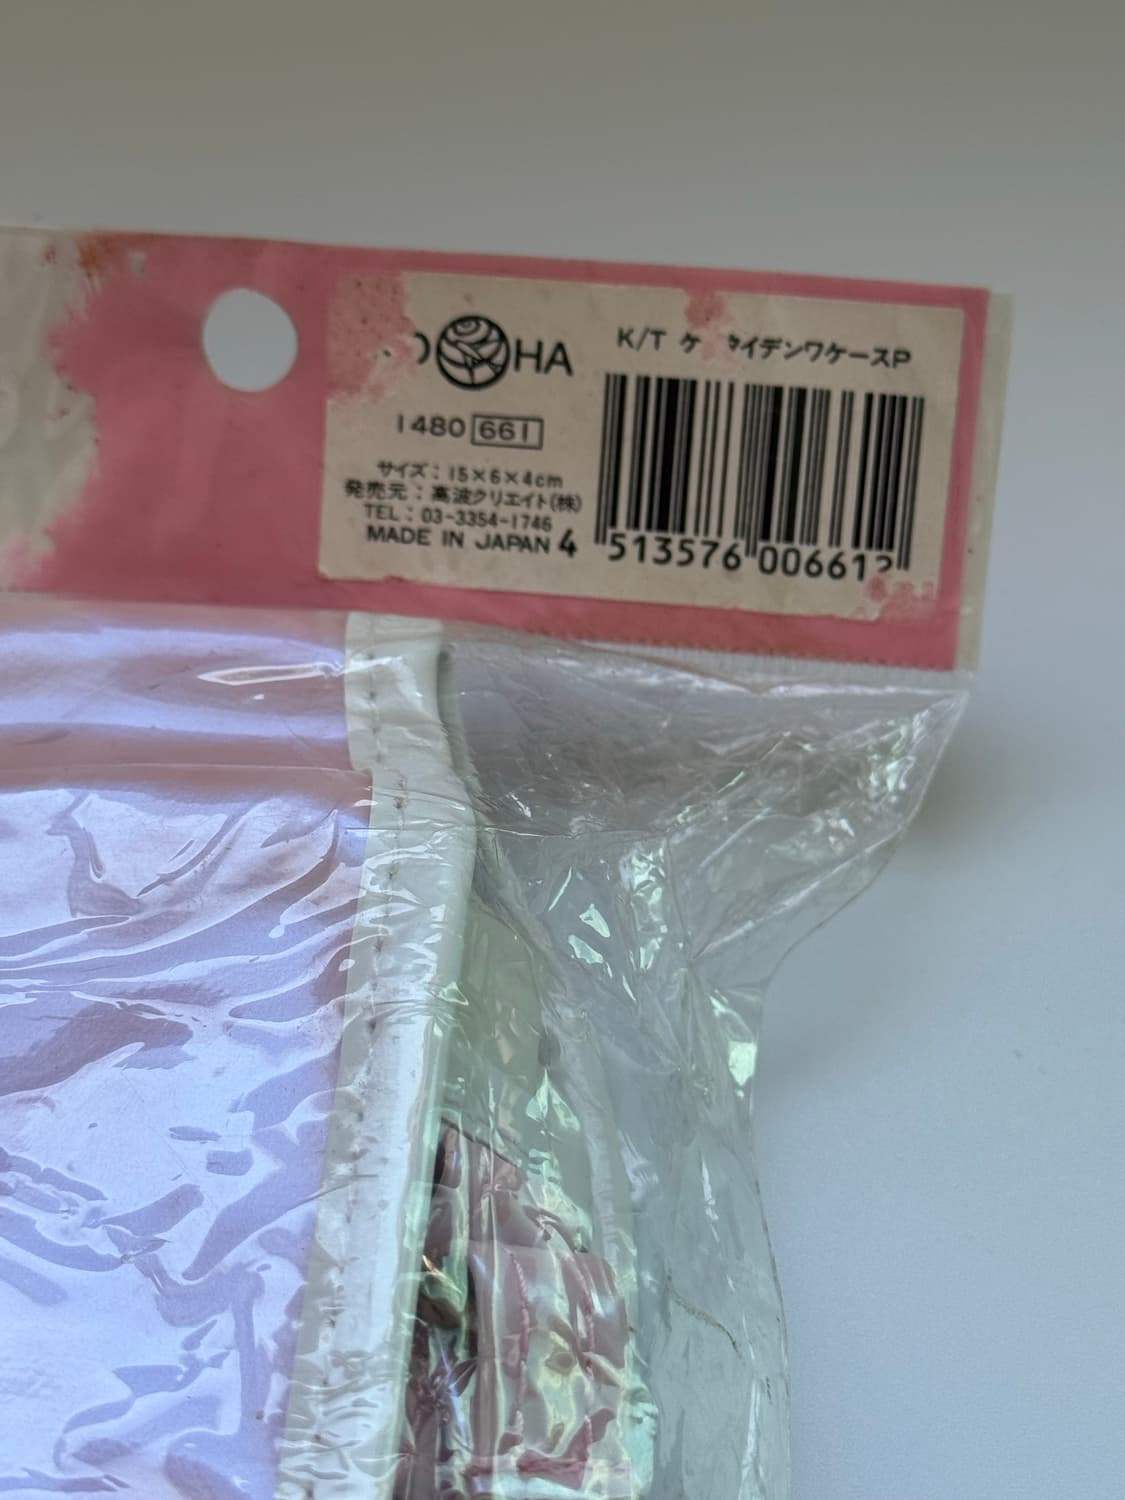 HA
1480 661
サイズ：15×6×4cm
発売元：高波クリエイト(株)
TEL：03-3354-1746
MADE IN JAPAN
K/T ケ イデンワケースP
4 513576 00661